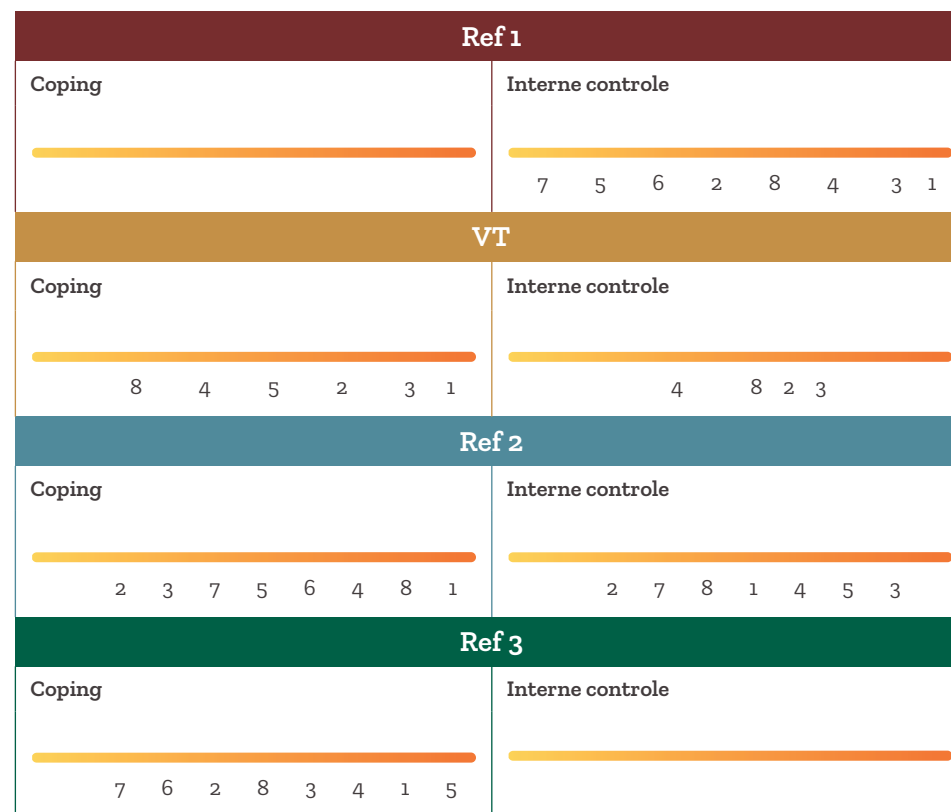 Ref 1
Coping
Interne controle
7 5 6 2 8 4 3 1
VT
Coping
Interne controle
8 4 5 2 3 1
4 8 2 3
Ref 2
Coping
Interne controle
2 3 7 5 6 4 8 1
2 7 8 1 4 5 3
Ref 3
Coping
Interne controle
7 6 2 8 3 4 1 5